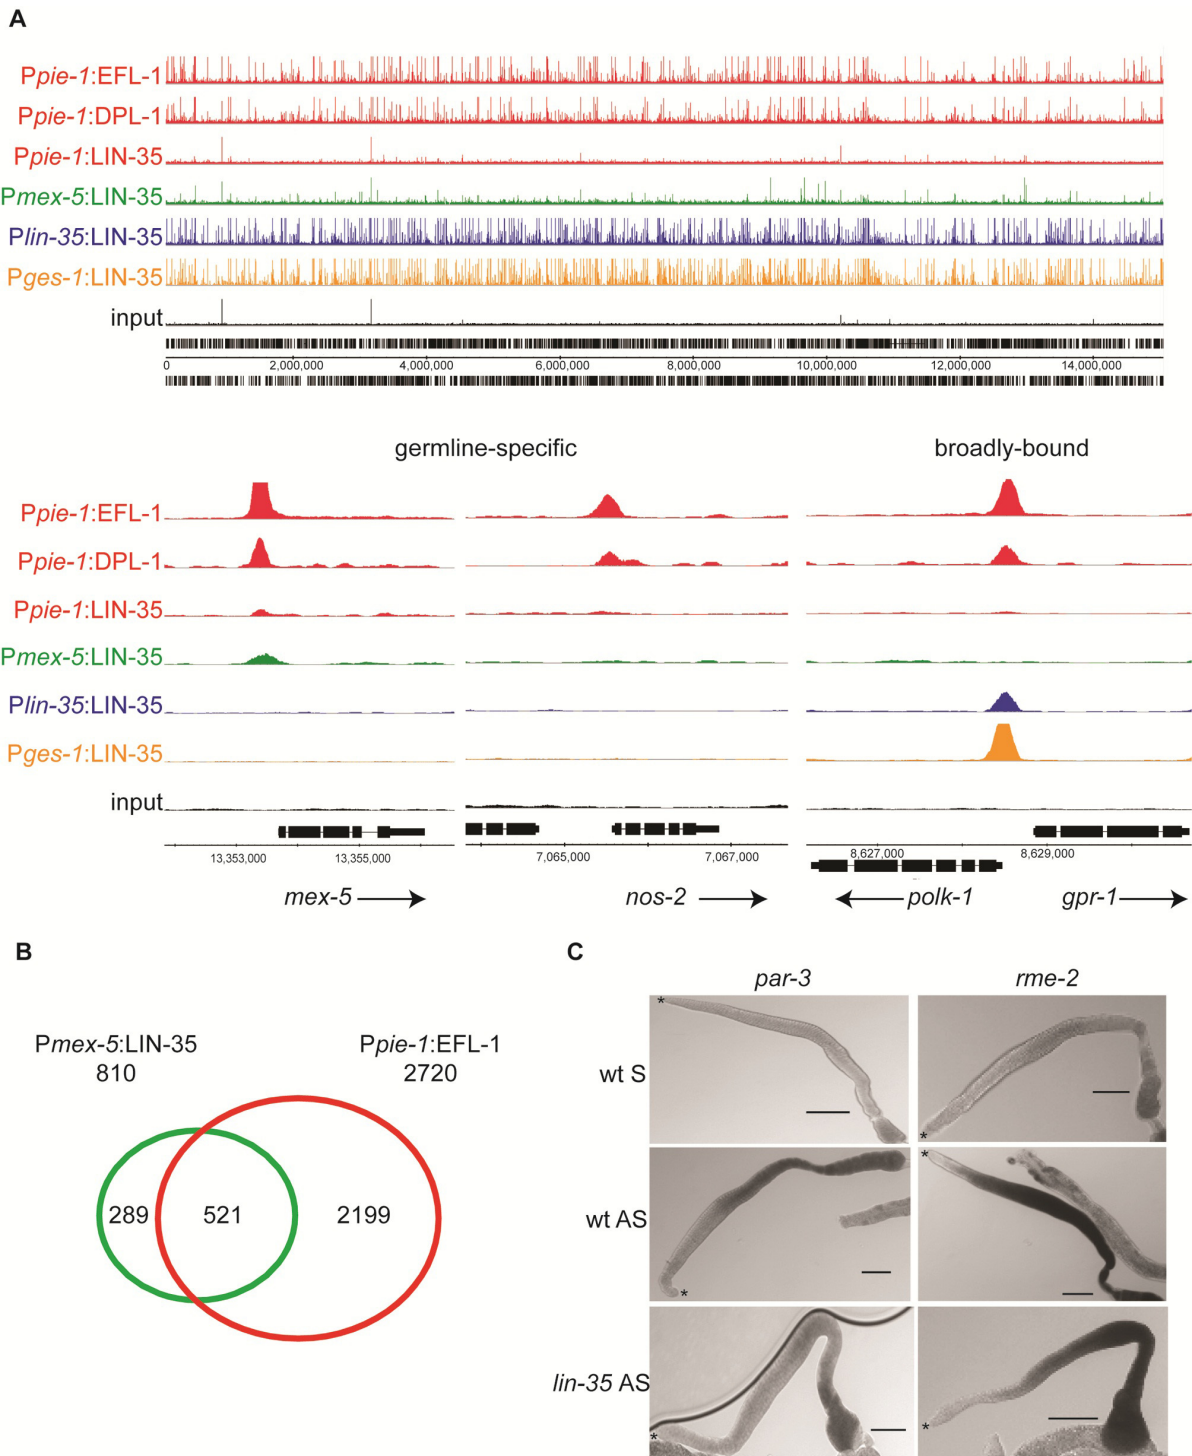 A
Ppie-1:EFL-1
Ppie-1:DPL-1
Ppie-1:LIN-35
Pmex-5:LIN-35
Plin-35:LIN-35
Pges-1:LIN-35
input
0 2,000,000 4,000,000 6,000,000 8,000,000 10,000,000 12,000,000 14,000,000
germline-specific broadly-bound
Ppie-1:EFL-1
Ppie-1:DPL-1
Ppie-1:LIN-35
Pmex-5:LIN-35
Plin-35:LIN-35
Pges-1:LIN-35
input
13,353,000 13,355,000 7,065,000 7,067,000 8,627,000 8,629,000
mex-5 nos-2 polk-1 gpr-1
B
Pmex-5:LIN-35 Ppie-1:EFL-1
810 2720
289 521 2199
C
par-3 rme-2
wt S
* *
wt AS
* *
lin-35 AS
* *